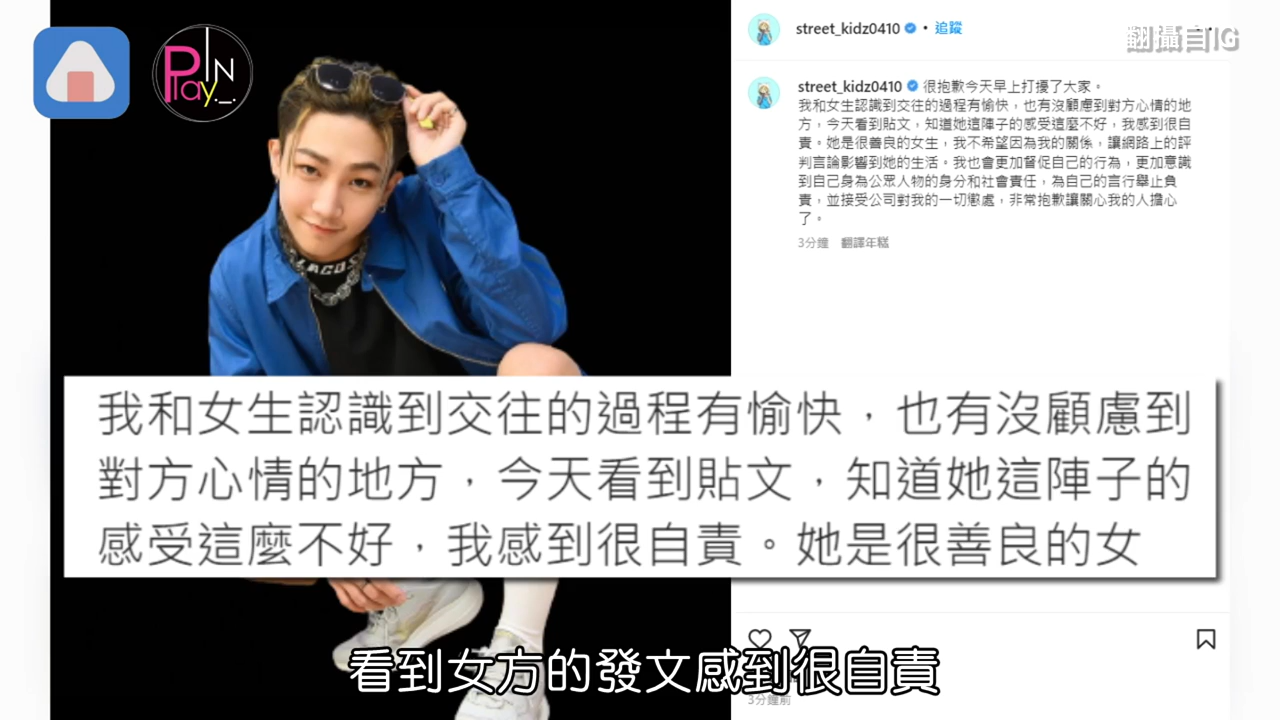 PlayIN
street_kidz0410 • 追蹤
翻攝自IG
street_kidz0410 很抱歉今天早上打擾了大家。
我和女生認識到交往的過程有愉快,也有沒顧慮到對方心情的地
方,今天看到貼文,知道她這陣子的感受這麼不好,我感到很自
責。她是很善良的女生,我不希望因為我的關係,讓網路上的評
判言論影響到她的生活。我也會更加督促自己的行為,更加意識
到自己身為公眾人物的身分和社會責任,為自己的言行舉止負
責,並接受公司對我的一切懲處,非常抱歉讓關心我的人擔心
了。
3分鐘 翻譯年糕
LACOS
我和女生認識到交往的過程有愉快,也有沒顧慮到
對方心情的地方,今天看到貼文,知道她這陣子的
感受這麼不好,我感到很自責。她是很善良的女
看到女方的發文感到很自責
3分鐘前